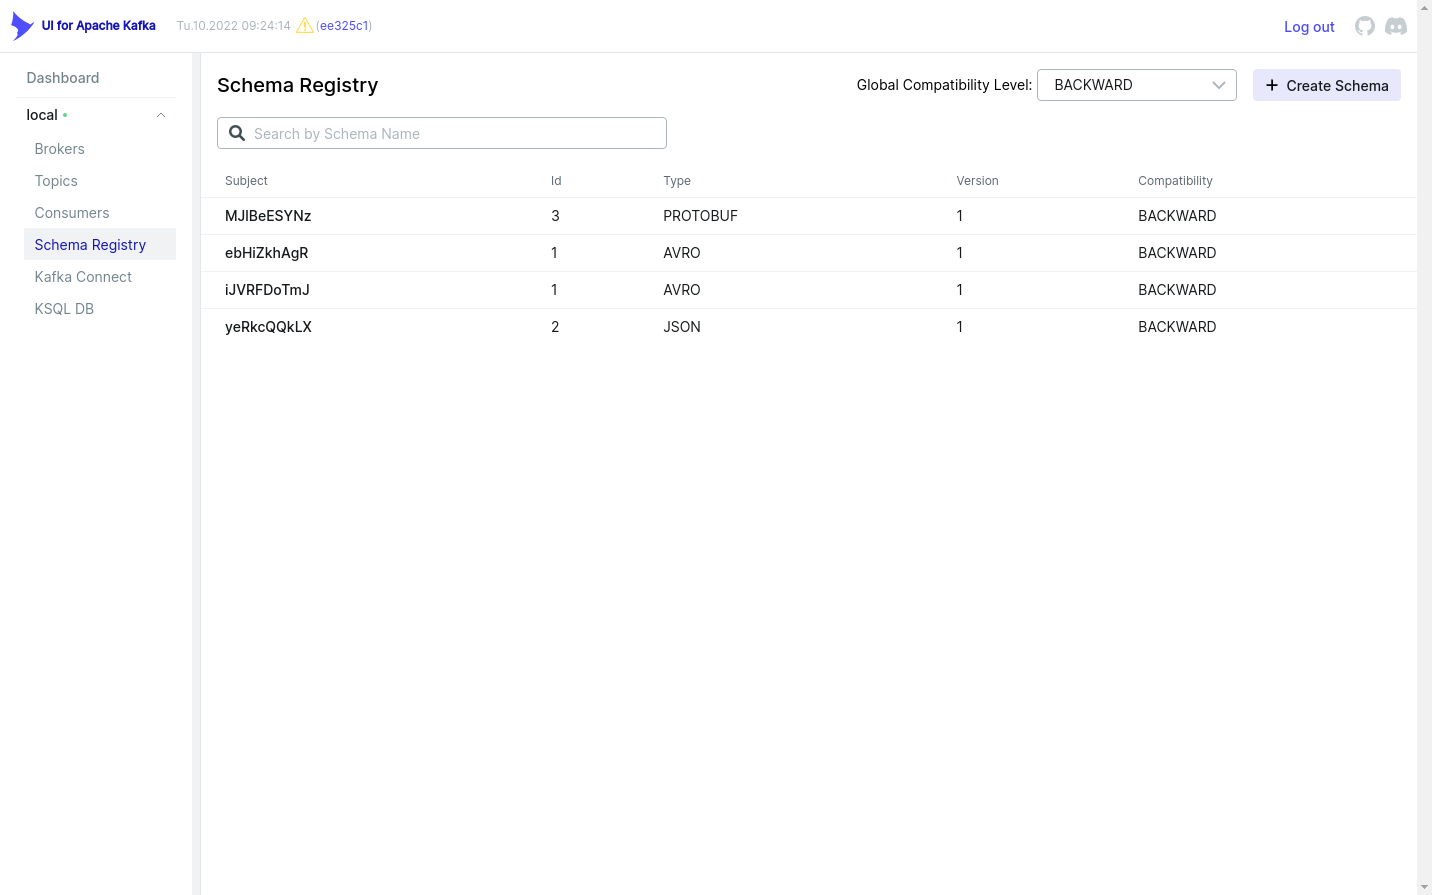 UI for Apache Kafka Tu.10.2022 09:24:14 (ee325c1) Log out
Dashboard
local
Brokers
Topics
Consumers
Schema Registry
Kafka Connect
KSQL DB
Schema Registry Global Compatibility Level: BACKWARD Create Schema
Search by Schema Name
Subject Id Type Version Compatibility
MJIBeESYNz 3 PROTOBUF 1 BACKWARD
ebHiZkhAgR 1 AVRO 1 BACKWARD
iJVRFDoTmJ 1 AVRO 1 BACKWARD
yeRkcQQkLX 2 JSON 1 BACKWARD